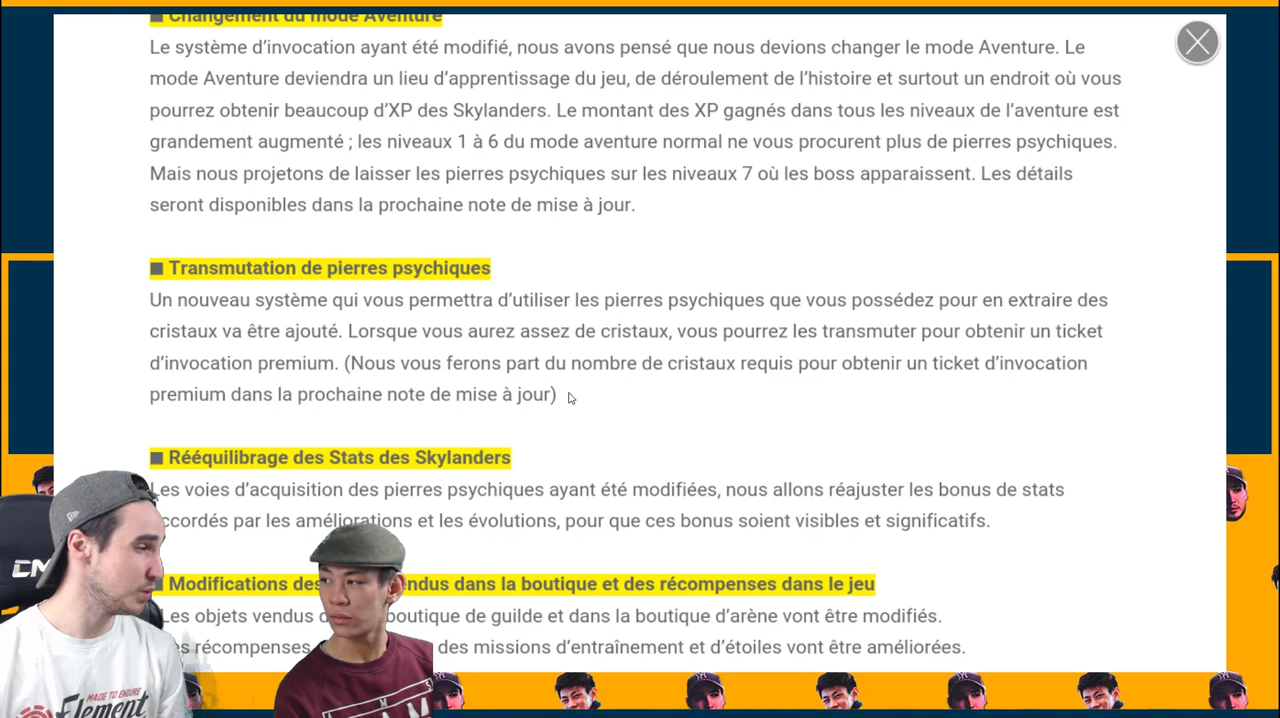 ■ Changement du mode Aventure
Le système d’invocation ayant été modifié, nous avons pensé que nous devions changer le mode Aventure. Le
mode Aventure deviendra un lieu d’apprentissage du jeu, de déroulement de l’histoire et surtout un endroit où vous
pourrez obtenir beaucoup d’XP des Skylanders. Le montant des XP gagnés dans tous les niveaux de l’aventure est
grandement augmenté ; les niveaux 1 à 6 du mode aventure normal ne vous procurent plus de pierres psychiques.
Mais nous projetons de laisser les pierres psychiques sur les niveaux 7 où les boss apparaissent. Les détails
seront disponibles dans la prochaine note de mise à jour.
■ Transmutation de pierres psychiques
Un nouveau système qui vous permettra d’utiliser les pierres psychiques que vous possédez pour en extraire des
cristaux va être ajouté. Lorsque vous aurez assez de cristaux, vous pourrez les transmuter pour obtenir un ticket
d’invocation premium. (Nous vous ferons part du nombre de cristaux requis pour obtenir un ticket d’invocation
premium dans la prochaine note de mise à jour)
■ Rééquilibrage des Stats des Skylanders
Les voies d’acquisition des pierres psychiques ayant été modifiées, nous allons réajuster les bonus de stats
accordés par les améliorations et les évolutions, pour que ces bonus soient visibles et significatifs.
Modifications des vendus dans la boutique et des récompenses dans le jeu
Les objets vendus boutique de guilde et dans la boutique d’arène vont être modifiés.
récompenses des missions d’entraînement et d’étoiles vont être améliorées.
CM
MADE TO ENDURE
Element